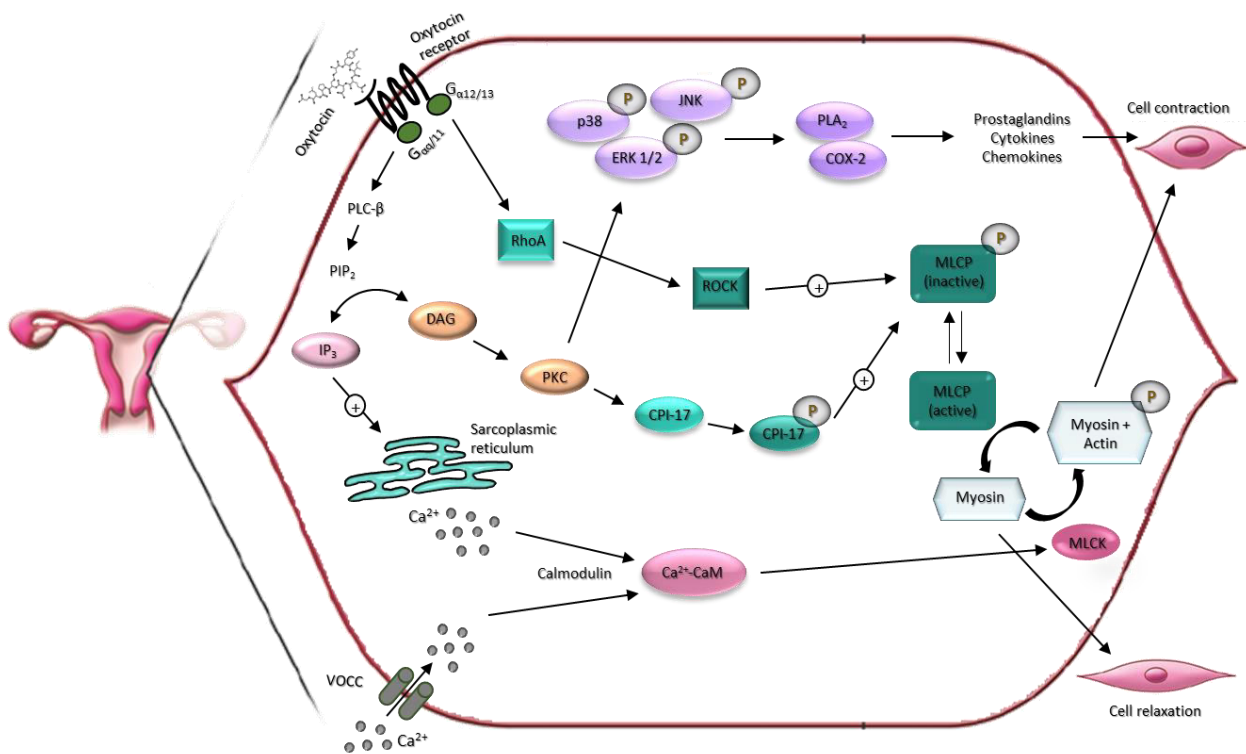 Oxytocin
receptor
Oxytocin
Gα12/13
Gαq/11
PLC-β
PIP2
IP3
+
DAG
PKC
Sarcoplasmic
reticulum
Ca2+
VOCC
Ca2+
Calmodulin
Ca2+-CaM
RhoA
ROCK
+
CPI-17
CPI-17
P
+
p38
P
JNK
P
ERK 1/2
P
PLA2
COX-2
Prostaglandins
Cytokines
Chemokines
Cell contraction
MLCP
(inactive)
P
MLCP
(active)
Myosin +
Actin
P
Myosin
MLCK
Cell relaxation